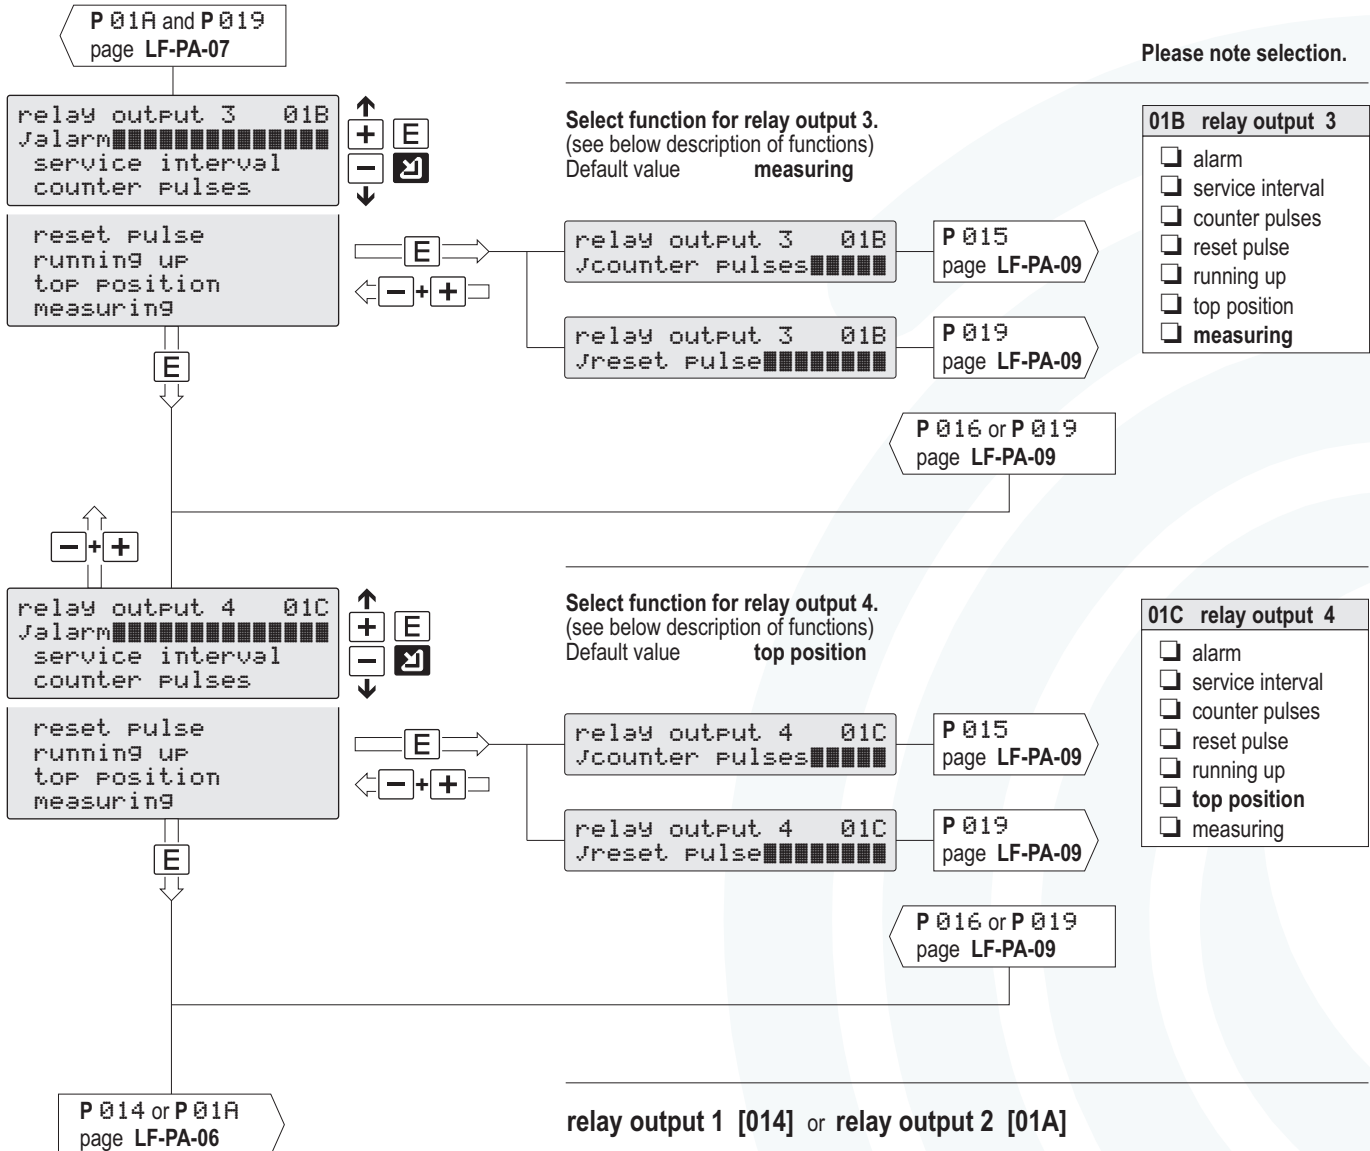 P 01A and P 019
page LF-PA-07
Please note selection.
relay output 3 01B
√alarm
service interval
counter pulses
reset pulse
running up
top position
measuring
+ E
-
E
- + +
E
Select function for relay output 3.
(see below description of functions)
Default value measuring
relay output 3 01B
√counter pulses
P 015
page LF-PA-09
relay output 3 01B
√reset pulse
P 019
page LF-PA-09
01B relay output 3
alarm
service interval
counter pulses
reset pulse
running up
top position
measuring
P 016 or P 019
page LF-PA-09
- + +
relay output 4 01C
√alarm
service interval
counter pulses
reset pulse
running up
top position
measuring
+ E
-
E
- + +
E
Select function for relay output 4.
(see below description of functions)
Default value top position
relay output 4 01C
√counter pulses
P 015
page LF-PA-09
relay output 4 01C
√reset pulse
P 019
page LF-PA-09
01C relay output 4
alarm
service interval
counter pulses
reset pulse
running up
top position
measuring
P 016 or P 019
page LF-PA-09
P 014 or P 01A
page LF-PA-06
relay output 1 [014] or relay output 2 [01A]